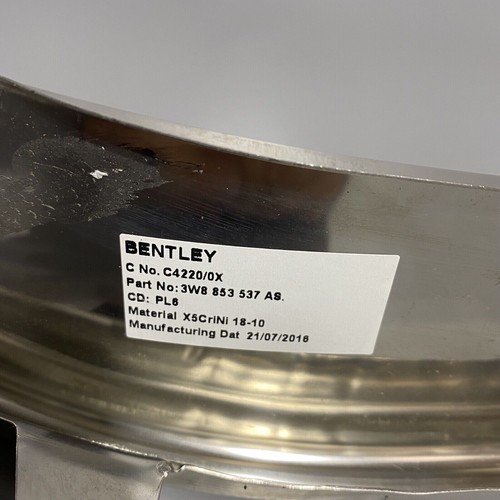 BENTLEY
C No. C4220/0X
Part No: 3W8 853 537 AS.
CD: PL6
Material X5CriNi 18-10
Manufacturing Dat 21/07/2016